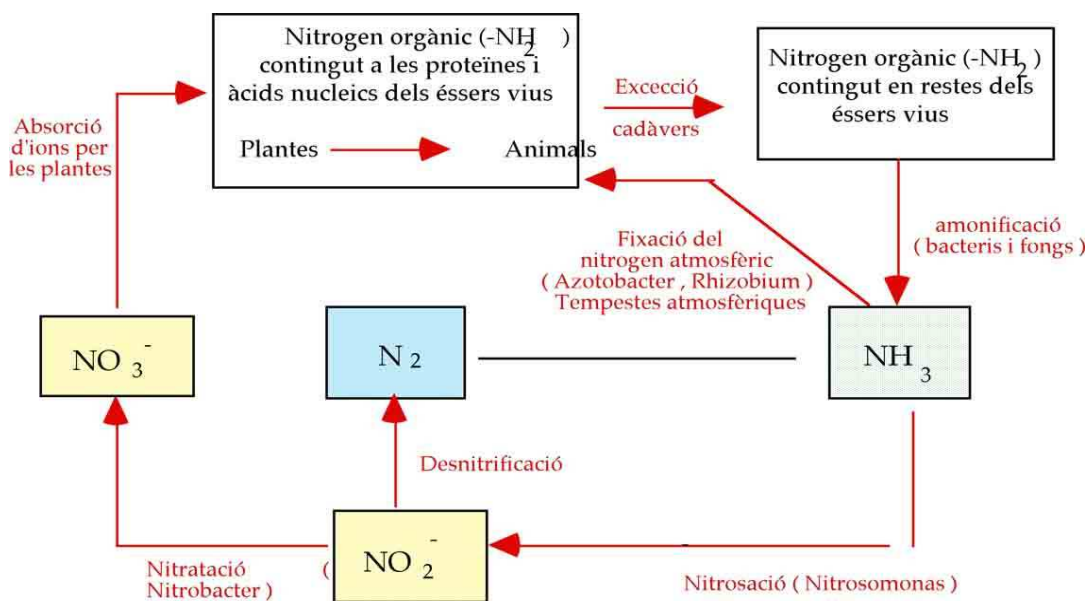 Nitrogen orgànic (-NH2)
contingut a les proteïnes i
àcids nucleics dels éssers vius
Plantes Animals
Excecció
cadàvers
Nitrogen orgànic (-NH2)
contingut en restes dels
éssers vius
Absorció
d'ions per
les plantes
amonificació
( bacteris i fongs )
Fixació del
nitrogen atmosfèric
( Azotobacter , Rhizobium )
Tempestes atmosfèriques
NO3-
N2
NH3
Desnitrificació
NO2-
Nitratació (
Nitrobacter )
Nitrosació ( Nitrosomonas )